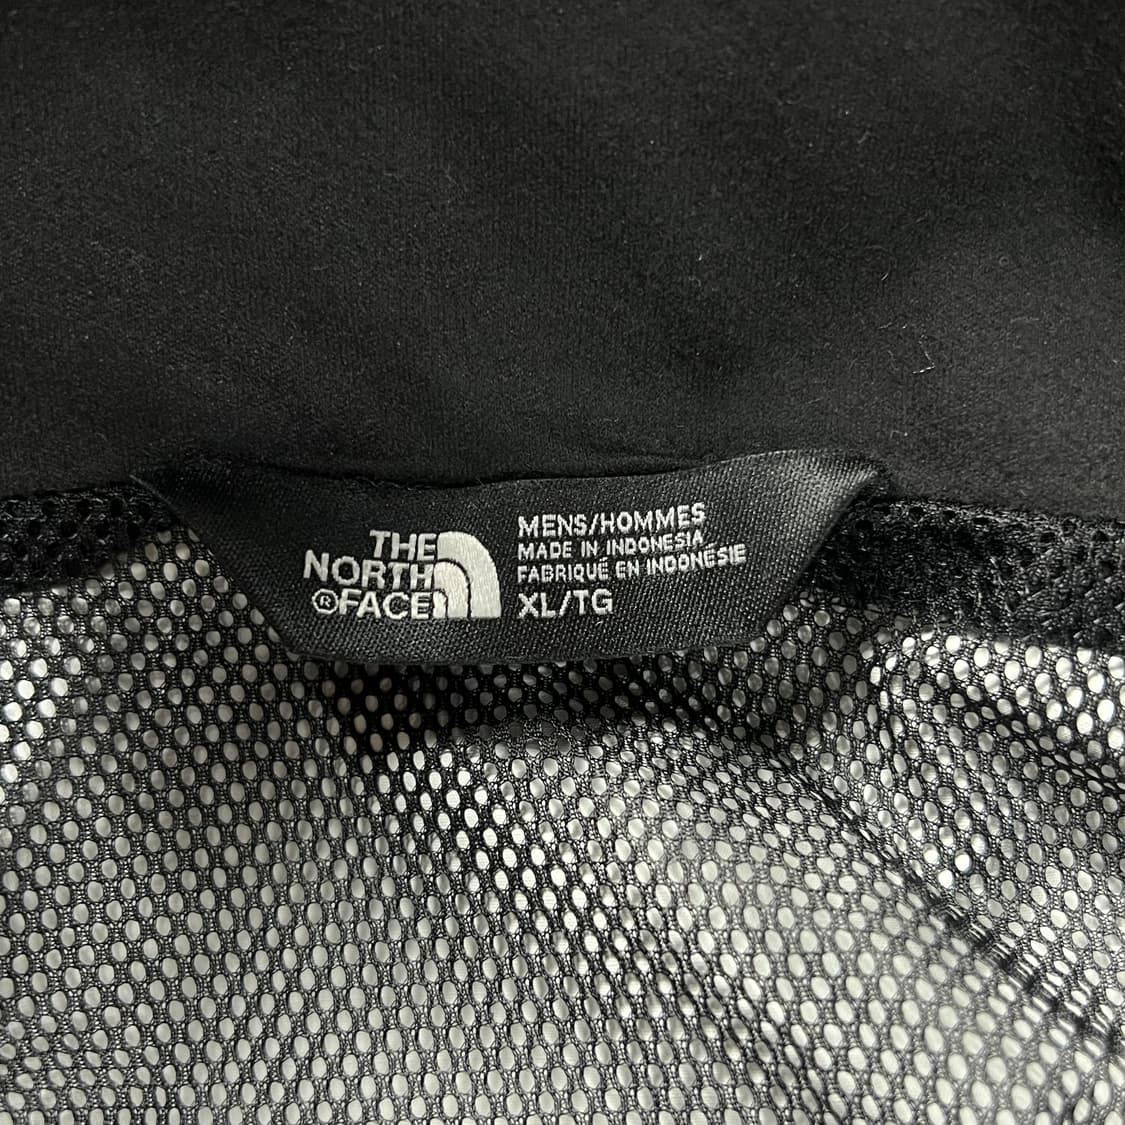 THE
NORTH
®FACE
MENS/HOMMES
MADE IN INDONESIA
FABRIQUÉ EN INDONÉSIE
XL/TG